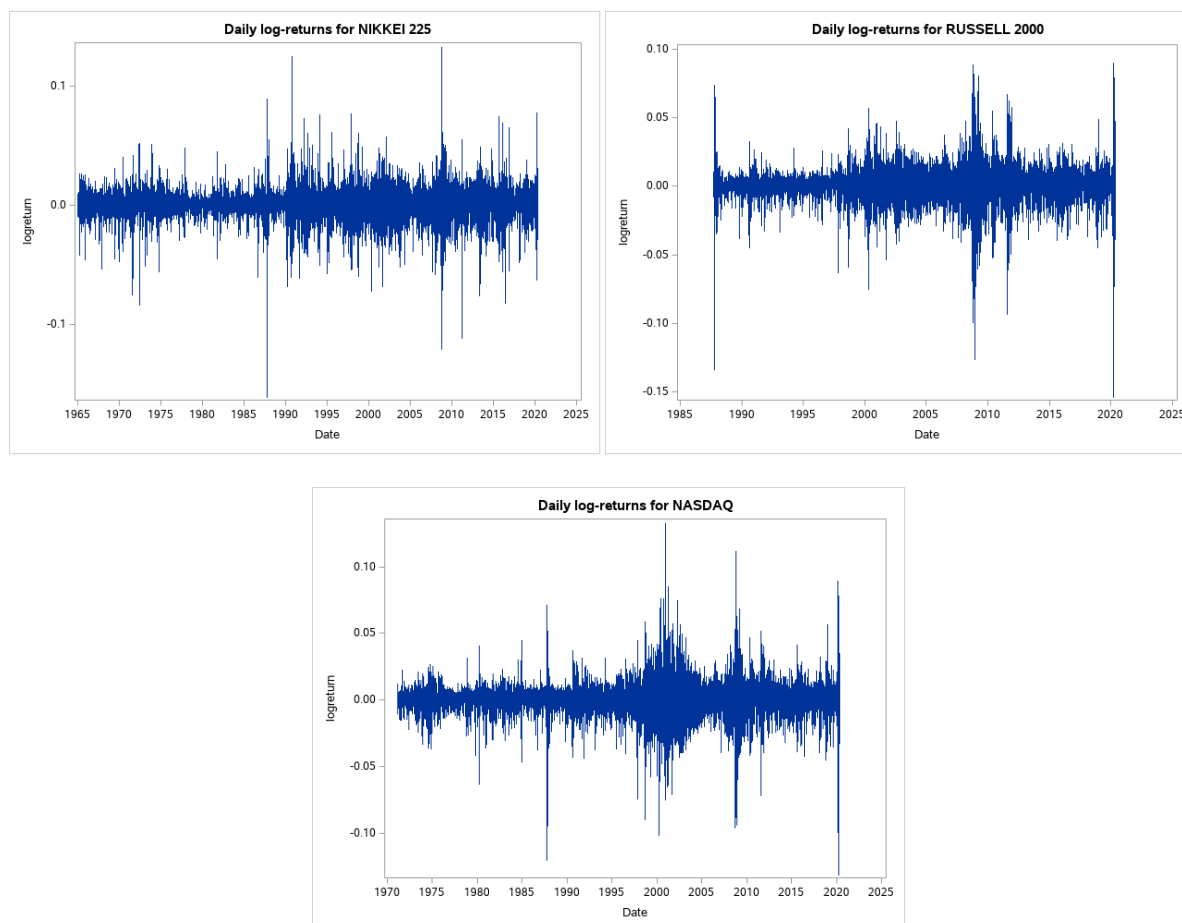 Daily log-returns for NIKKEI 225
0.1
0.0
-0.1
logreturn
1965 1970 1975 1980 1985 1990 1995 2000 2005 2010 2015 2020 2025
Date
Daily log-returns for RUSSELL 2000
0.10
0.05
0.00
-0.05
-0.10
-0.15
logreturn
1985 1990 1995 2000 2005 2010 2015 2020 2025
Date
Daily log-returns for NASDAQ
0.10
0.05
0.00
-0.05
-0.10
logreturn
1970 1975 1980 1985 1990 1995 2000 2005 2010 2015 2020 2025
Date